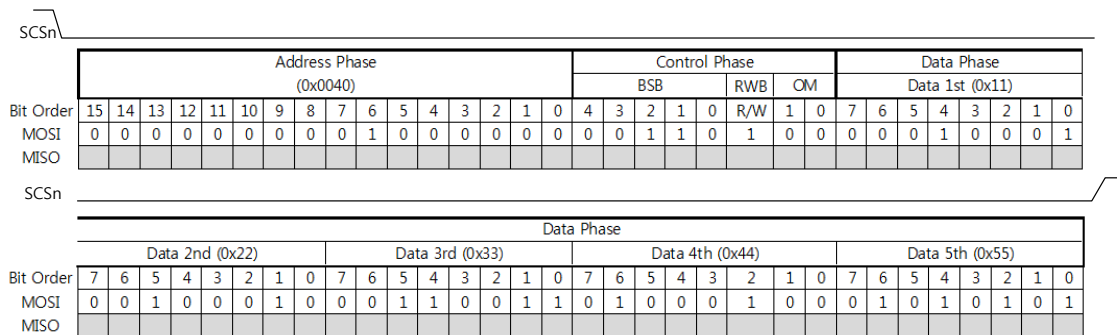 SCSn
Address Phase Control Phase Data Phase
(0x0040) BSB RWB OM Data 1st (0x11)
Bit Order 15 14 13 12 11 10 9 8 7 6 5 4 3 2 1 0 4 3 2 1 0 R/W 1 0 7 6 5 4 3 2 1 0
MOSI 0 0 0 0 0 0 0 0 0 1 0 0 0 0 0 0 0 0 1 1 0 1 0 0 0 0 0 1 0 0 0 1
MISO
SCSn
Data Phase
Data 2nd (0x22) Data 3rd (0x33) Data 4th (0x44) Data 5th (0x55)
Bit Order 7 6 5 4 3 2 1 0 7 6 5 4 3 2 1 0 7 6 5 4 3 2 1 0 7 6 5 4 3 2 1 0
MOSI 0 0 1 0 0 0 1 0 0 0 1 1 0 0 1 1 0 1 0 0 0 1 0 0 0 1 0 1 0 1 0 1
MISO